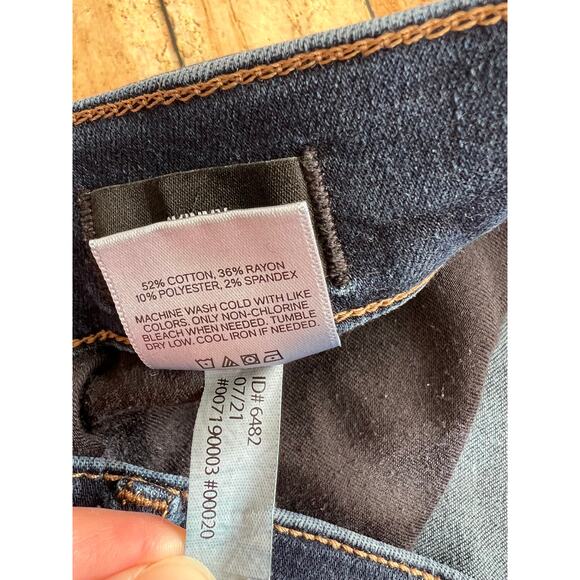 52% COTTON, 36% RAYON
10% POLYESTER, 2% SPANDEX
MACHINE WASH COLD WITH LIKE
COLORS. ONLY NON-CHLORINE
BLEACH WHEN NEEDED. TUMBLE
DRY LOW. COOL IRON IF NEEDED.
ID# 6482
07/21
#007190003 #00020